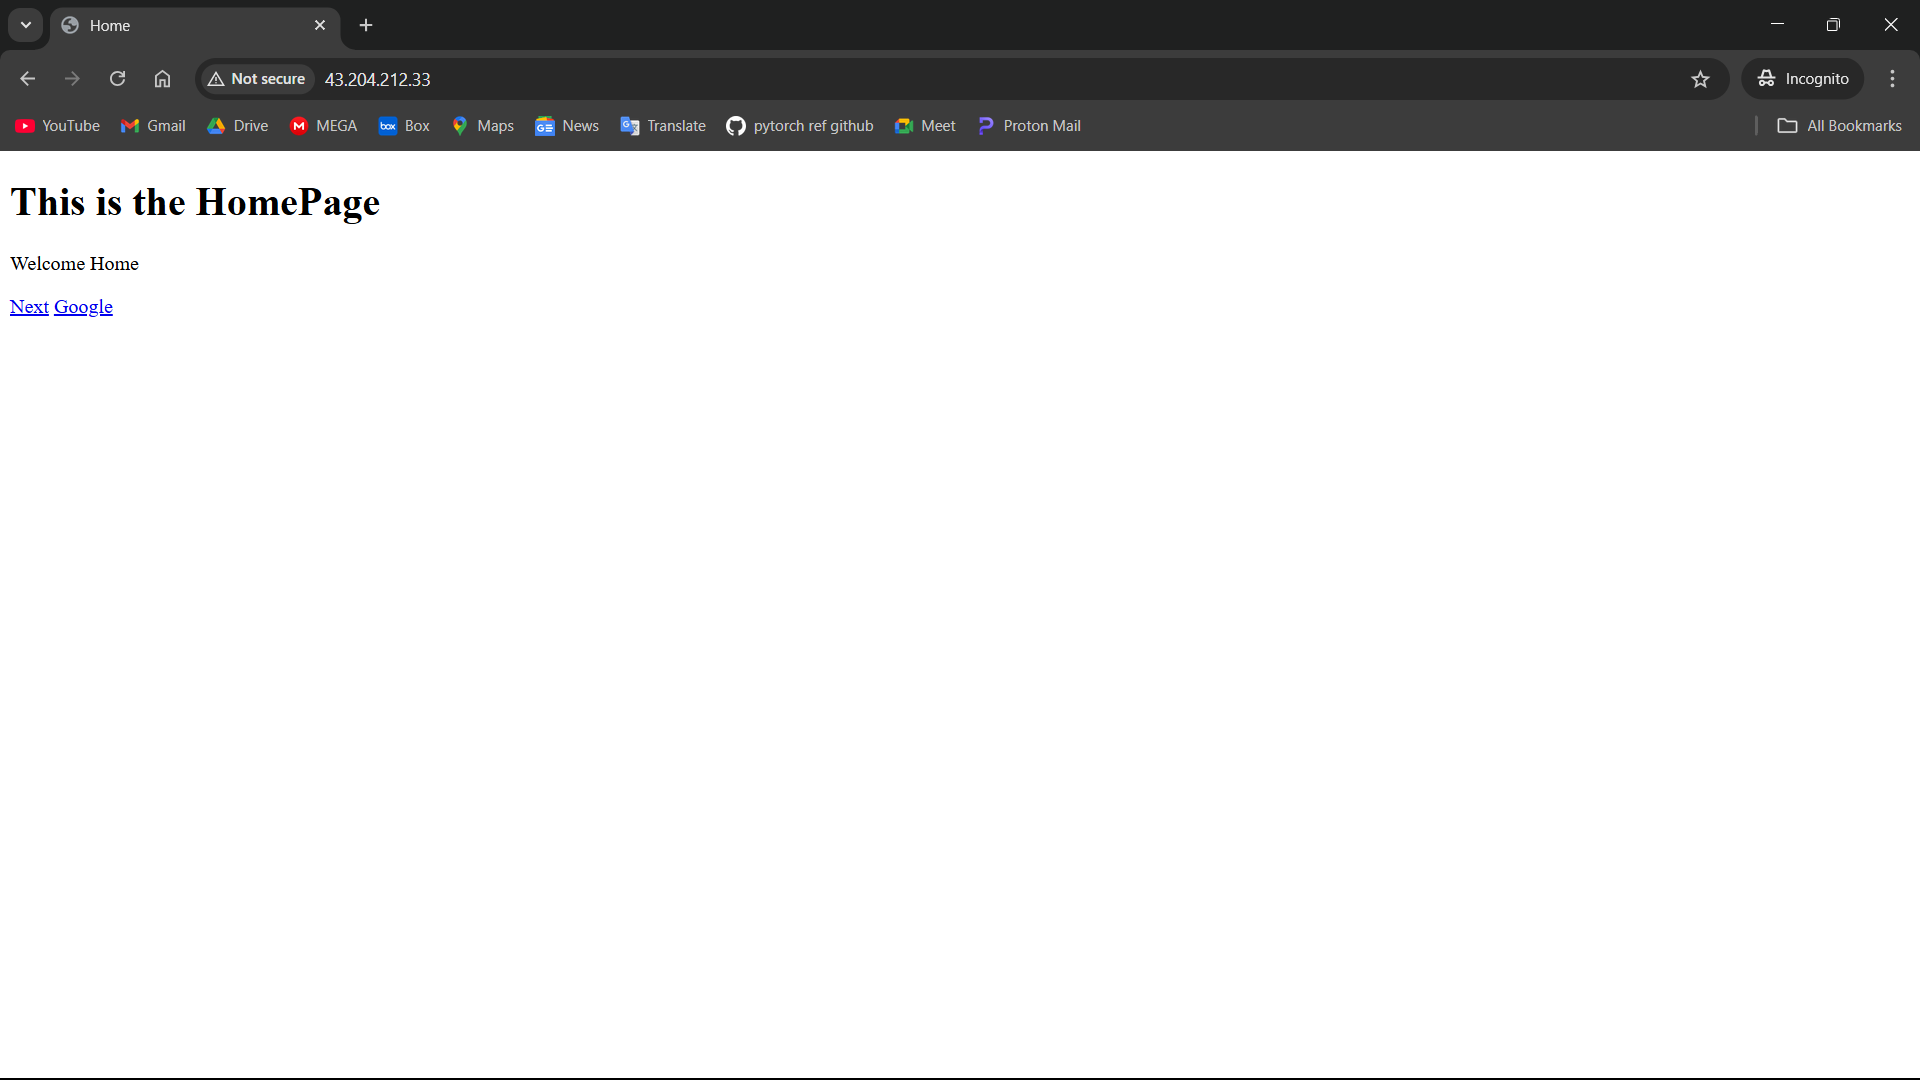 Home
Not secure 43.204.212.33 Incognito
YouTube Gmail Drive MEGA box Box Maps News Translate pytorch ref github Meet Proton Mail All Bookmarks
This is the HomePage
Welcome Home
Next Google